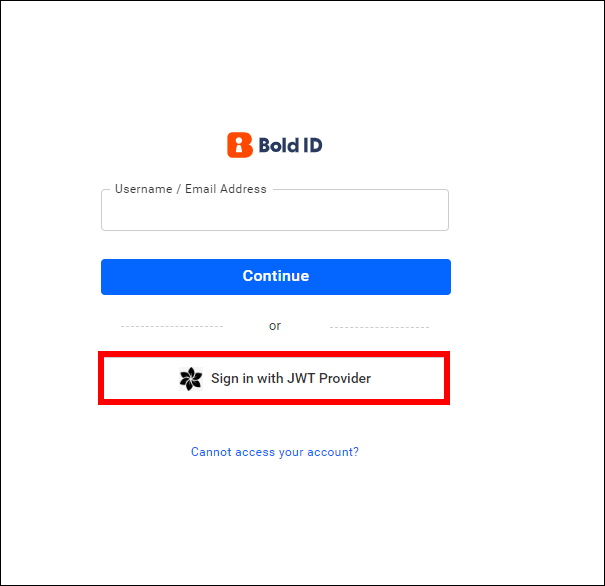 Bold ID
Username / Email Address
Continue
or
Sign in with JWT Provider
Cannot access your account?